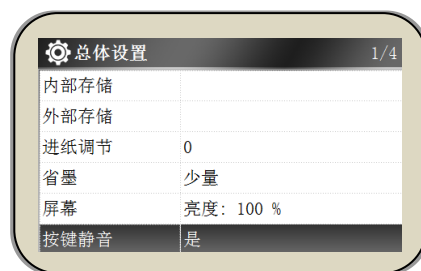 总体设置 1/4
内部存储
外部存储
进纸调节 0
省墨 少量
屏幕 亮度: 100 %
按键静音 是